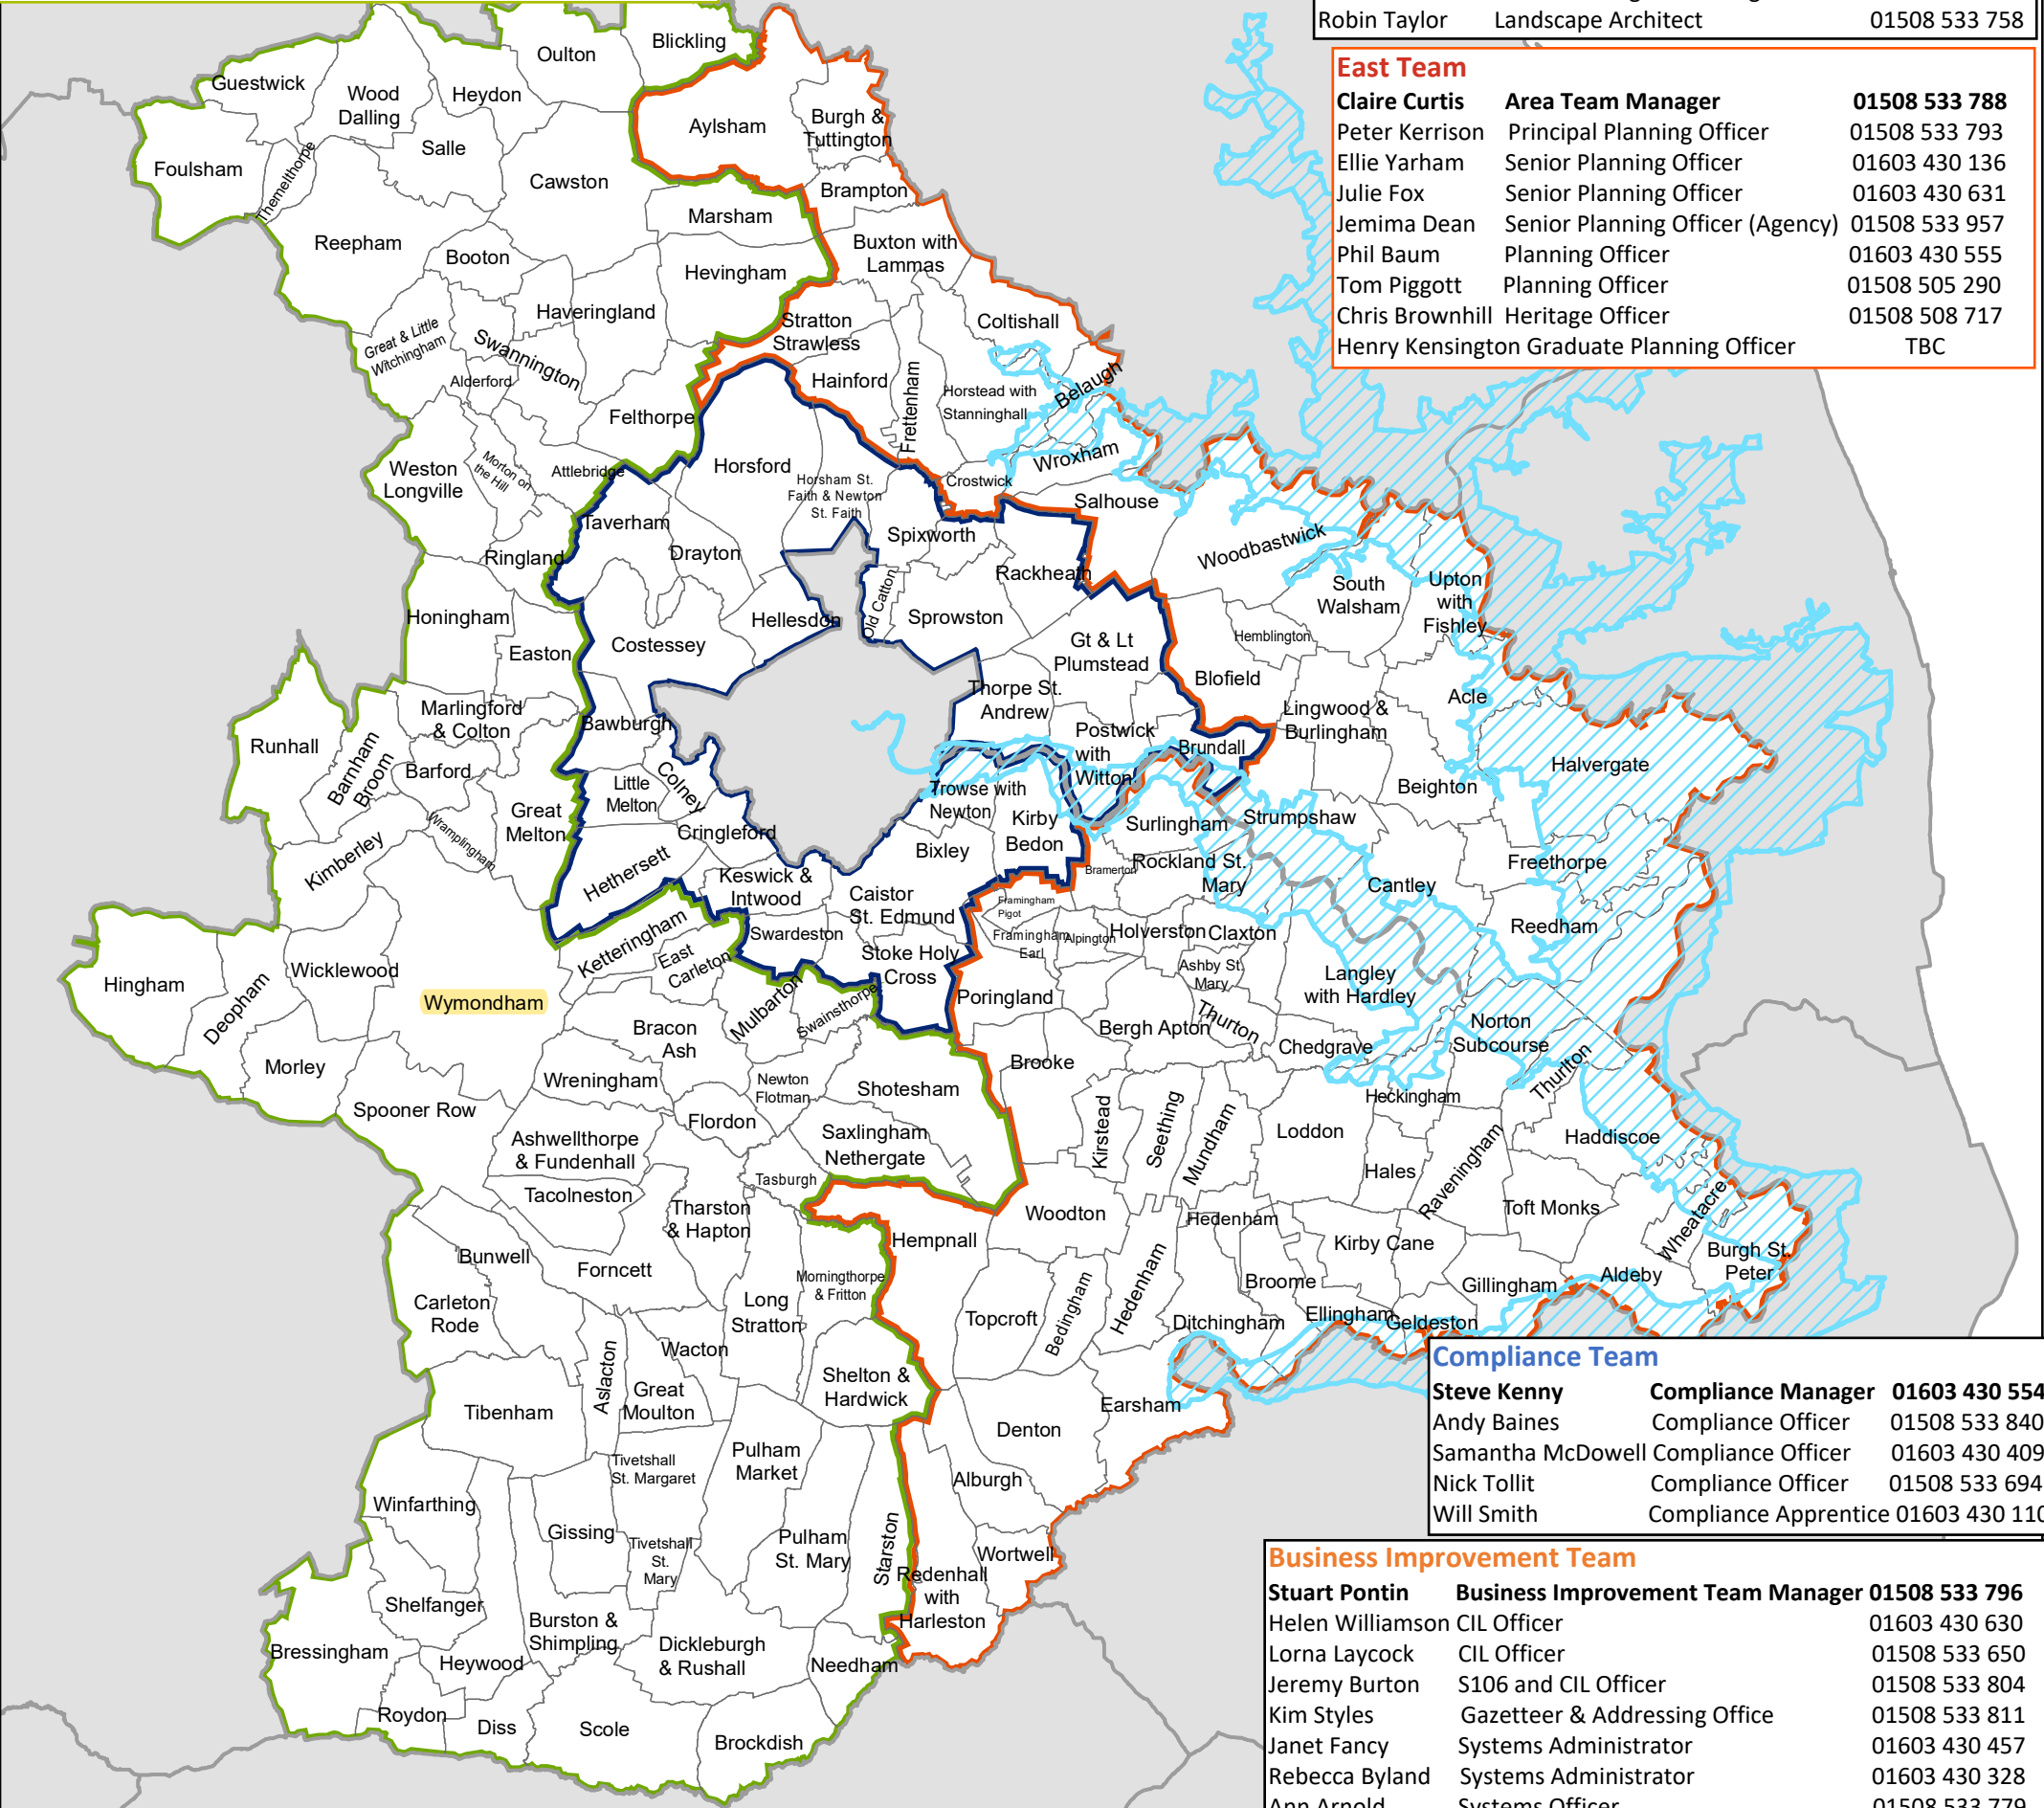 Robin Taylor Landscape Architect 01508 533 758
East Team
Claire Curtis Area Team Manager 01508 533 788
Peter Kerrison Principal Planning Officer 01508 533 793
Ellie Yarham Senior Planning Officer 01603 430 136
Julie Fox Senior Planning Officer 01603 430 631
Jemima Dean Senior Planning Officer (Agency) 01508 533 957
Phil Baum Planning Officer 01603 430 555
Tom Piggott Planning Officer 01508 505 290
Chris Brownhill Heritage Officer 01508 508 717
Henry Kensington Graduate Planning Officer TBC
Blickling
Oulton
Guestwick
Wood
Dalling
Heydon
Aylsham
Burgh &
Tuttington
Salle
Foulsham
Themelthorpe
Cawston
Brampton
Marsham
Reepham
Booton
Buxton with
Lammas
Hevingham
Haveringland
Great & Little
Witchingham
Swannington
Stratton
Strawless
Coltishall
Alderford
Hainford
Frettenham
Horstead with
Stanninghall
Belaugh
Felthorpe
Wroxham
Weston
Longville
Morton on
the Hill
Attlebridge
Horsford
Horsham St.
Faith & Newton
St. Faith
Crostwick
Salhouse
Taverham
Spixworth
Woodbastwick
Ringland
Drayton
Rackheath
South
Walsham
Upton
with
Fishley
Honingham
Hellesdon
Old Catton
Sprowston
Hemblington
Easton
Costessey
Gt & Lt
Plumstead
Blofield
Acle
Marlingford
& Colton
Bawburgh
Thorpe St.
Andrew
Lingwood &
Burlingham
Runhall
Barnham
Broom
Postwick
with
Witton
Brundall
Halvergate
Barford
Little
Melton
Colney
Trowse with
Newton
Beighton
Great
Melton
Wramplingham
Cringleford
Kirby
Bedon
Surlingham
Strumpshaw
Kimberley
Hethersett
Bixley
Bramerton
Rockland St.
Mary
Freethorpe
Keswick &
Intwood
Caistor
St. Edmund
Cantley
Framingham
Pigot
Reedham
Ketteringham
East
Carleton
Swardeston
Stoke Holy
Cross
Framingham
Earl
Alpington
Holverston
Claxton
Hingham
Deopham
Wicklewood
Wymondham
Ashby St.
Mary
Langley
with Hardley
Mulbarton
Swainsthorpe
Poringland
Bracon
Ash
Bergh Apton
Thurton
Norton
Subcourse
Morley
Chedgrave
Brooke
Wreningham
Newton
Flotman
Shotesham
Thurlton
Spooner Row
Heckingham
Flordon
Kirstead
Seething
Mundham
Loddon
Haddiscoe
Ashwellthorpe
& Fundenhall
Saxlingham
Nethergate
Hales
Raveningham
Tasburgh
Tacolneston
Tharston
& Hapton
Woodton
Hedenham
Toft Monks
Wheatacre
Hempnall
Kirby Cane
Burgh St.
Peter
Bunwell
Forncett
Morningthorpe
& Fritton
Hedenham
Broome
Gillingham
Aldeby
Carleton
Rode
Long
Stratton
Topcroft
Bedingham
Ditchingham
Ellingham
Geldeston
Wacton
Aslacton
Great
Moulton
Shelton &
Hardwick
Tibenham
Earsham
Denton
Tivetshall
St. Margaret
Pulham
Market
Alburgh
Winfarthing
Gissing
Tivetshall
St.
Mary
Pulham
St. Mary
Starston
Wortwell
Redenhall
with
Harleston
Shelfanger
Burston &
Shimpling
Dickleburgh
& Rushall
Bressingham
Heywood
Needham
Roydon
Diss
Scole
Brockdish
Compliance Team
Steve Kenny Compliance Manager 01603 430 554
Andy Baines Compliance Officer 01508 533 840
Samantha McDowell Compliance Officer 01603 430 409
Nick Tollit Compliance Officer 01508 533 694
Will Smith Compliance Apprentice 01603 430 110
Business Improvement Team
Stuart Pontin Business Improvement Team Manager 01508 533 796
Helen Williamson CIL Officer 01603 430 630
Lorna Laycock CIL Officer 01508 533 650
Jeremy Burton S106 and CIL Officer 01508 533 804
Kim Styles Gazetteer & Addressing Office 01508 533 811
Janet Fancy Systems Administrator 01603 430 457
Rebecca Byland Systems Administrator 01603 430 328
Ann Arnold Systems Officer 01508 533 779